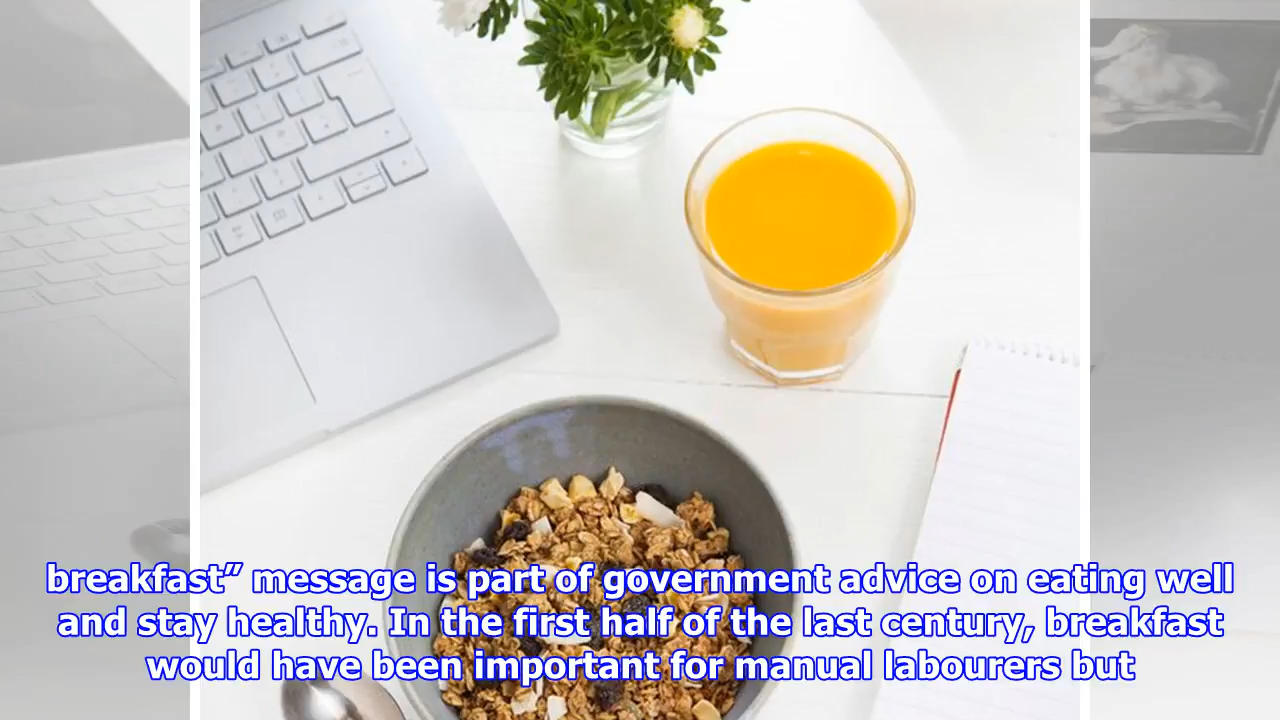 breakfast” message is part of government advice on eating well
and stay healthy. In the first half of the last century, breakfast
would have been important for manual labourers but